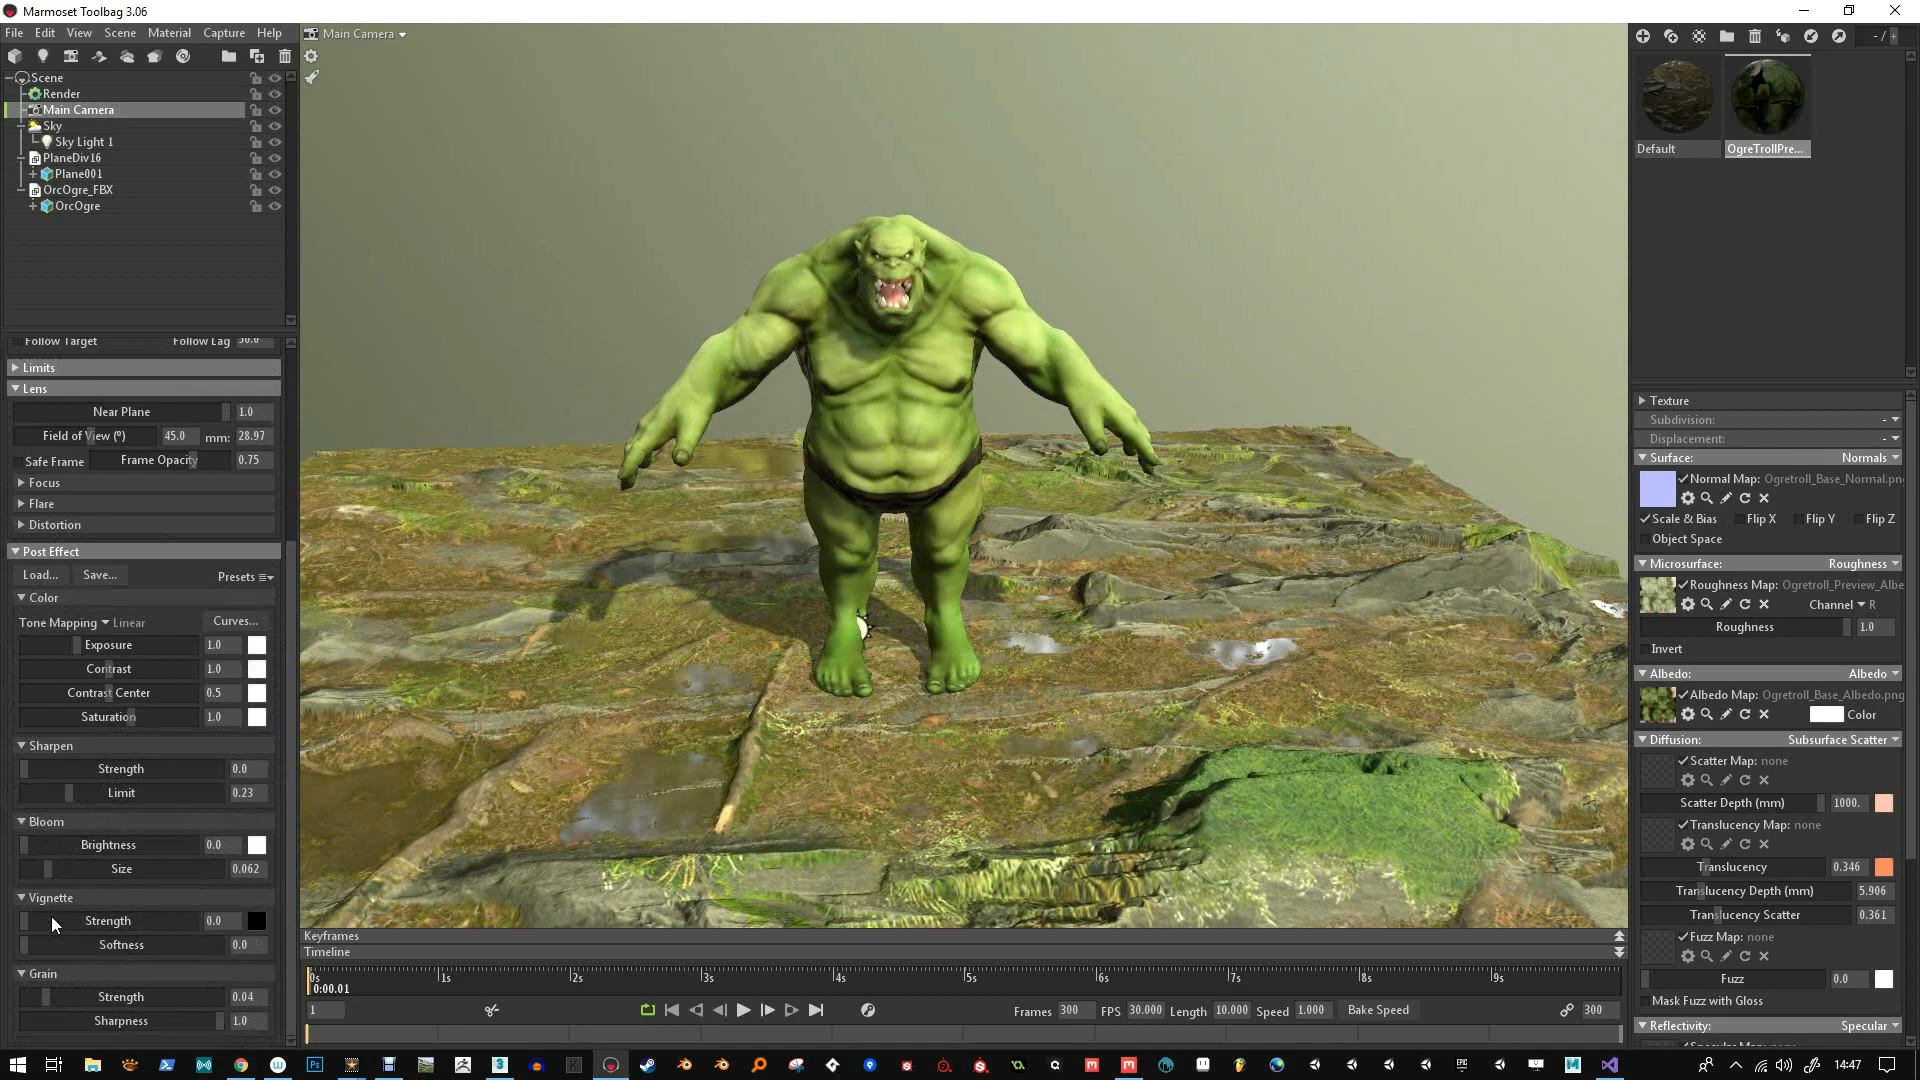 Marmoset Toolbag 3.06
File Edit View Scene Material Capture Help
Main Camera
- /
Scene
Render
Main Camera
Sky
Sky Light 1
PlaneDiv16
Plane001
OrcOgre_FBX
OrcOgre
Default
OgreTrollPre...
Follow Target Follow Lag 50.0
Limits
Lens
Near Plane 1.0
Field of View (º) 45.0 mm: 28.97
Safe Frame Frame Opacity 0.75
Focus
Flare
Distortion
Post Effect
Load... Save... Presets
Color
Tone Mapping Linear Curves...
Exposure 1.0
Contrast 1.0
Contrast Center 0.5
Saturation 1.0
Sharpen
Strength 0.0
Limit 0.23
Bloom
Brightness 0.0
Size 0.062
Vignette
Strength 0.0
Softness 0.0
Grain
Strength 0.04
Sharpness 1.0
Texture
Subdivision: -
Displacement: -
Surface: Normals
Normal Map: Ogretroll_Base_Normal.pn
Scale & Bias Flip X Flip Y Flip Z
Object Space
Microsurface: Roughness
Roughness Map: Ogretroll_Preview_Albe
Channel R
Roughness 1.0
Invert
Albedo: Albedo
Albedo Map: Ogretroll_Base_Albedo.png
Color
Diffusion: Subsurface Scatter
Scatter Map: none
Scatter Depth (mm) 1000.
Translucency Map: none
Translucency 0.346
Translucency Depth (mm) 5.906
Translucency Scatter 0.361
Fuzz Map: none
Fuzz 0.0
Mask Fuzz with Gloss
Reflectivity: Specular
Keyframes
Timeline
0s 1s 2s 3s 4s 5s 6s 7s 8s 9s
0:00.01
1
Frames 300 FPS 30.000 Length 10.000 Speed 1.000 Bake Speed 300
14:47